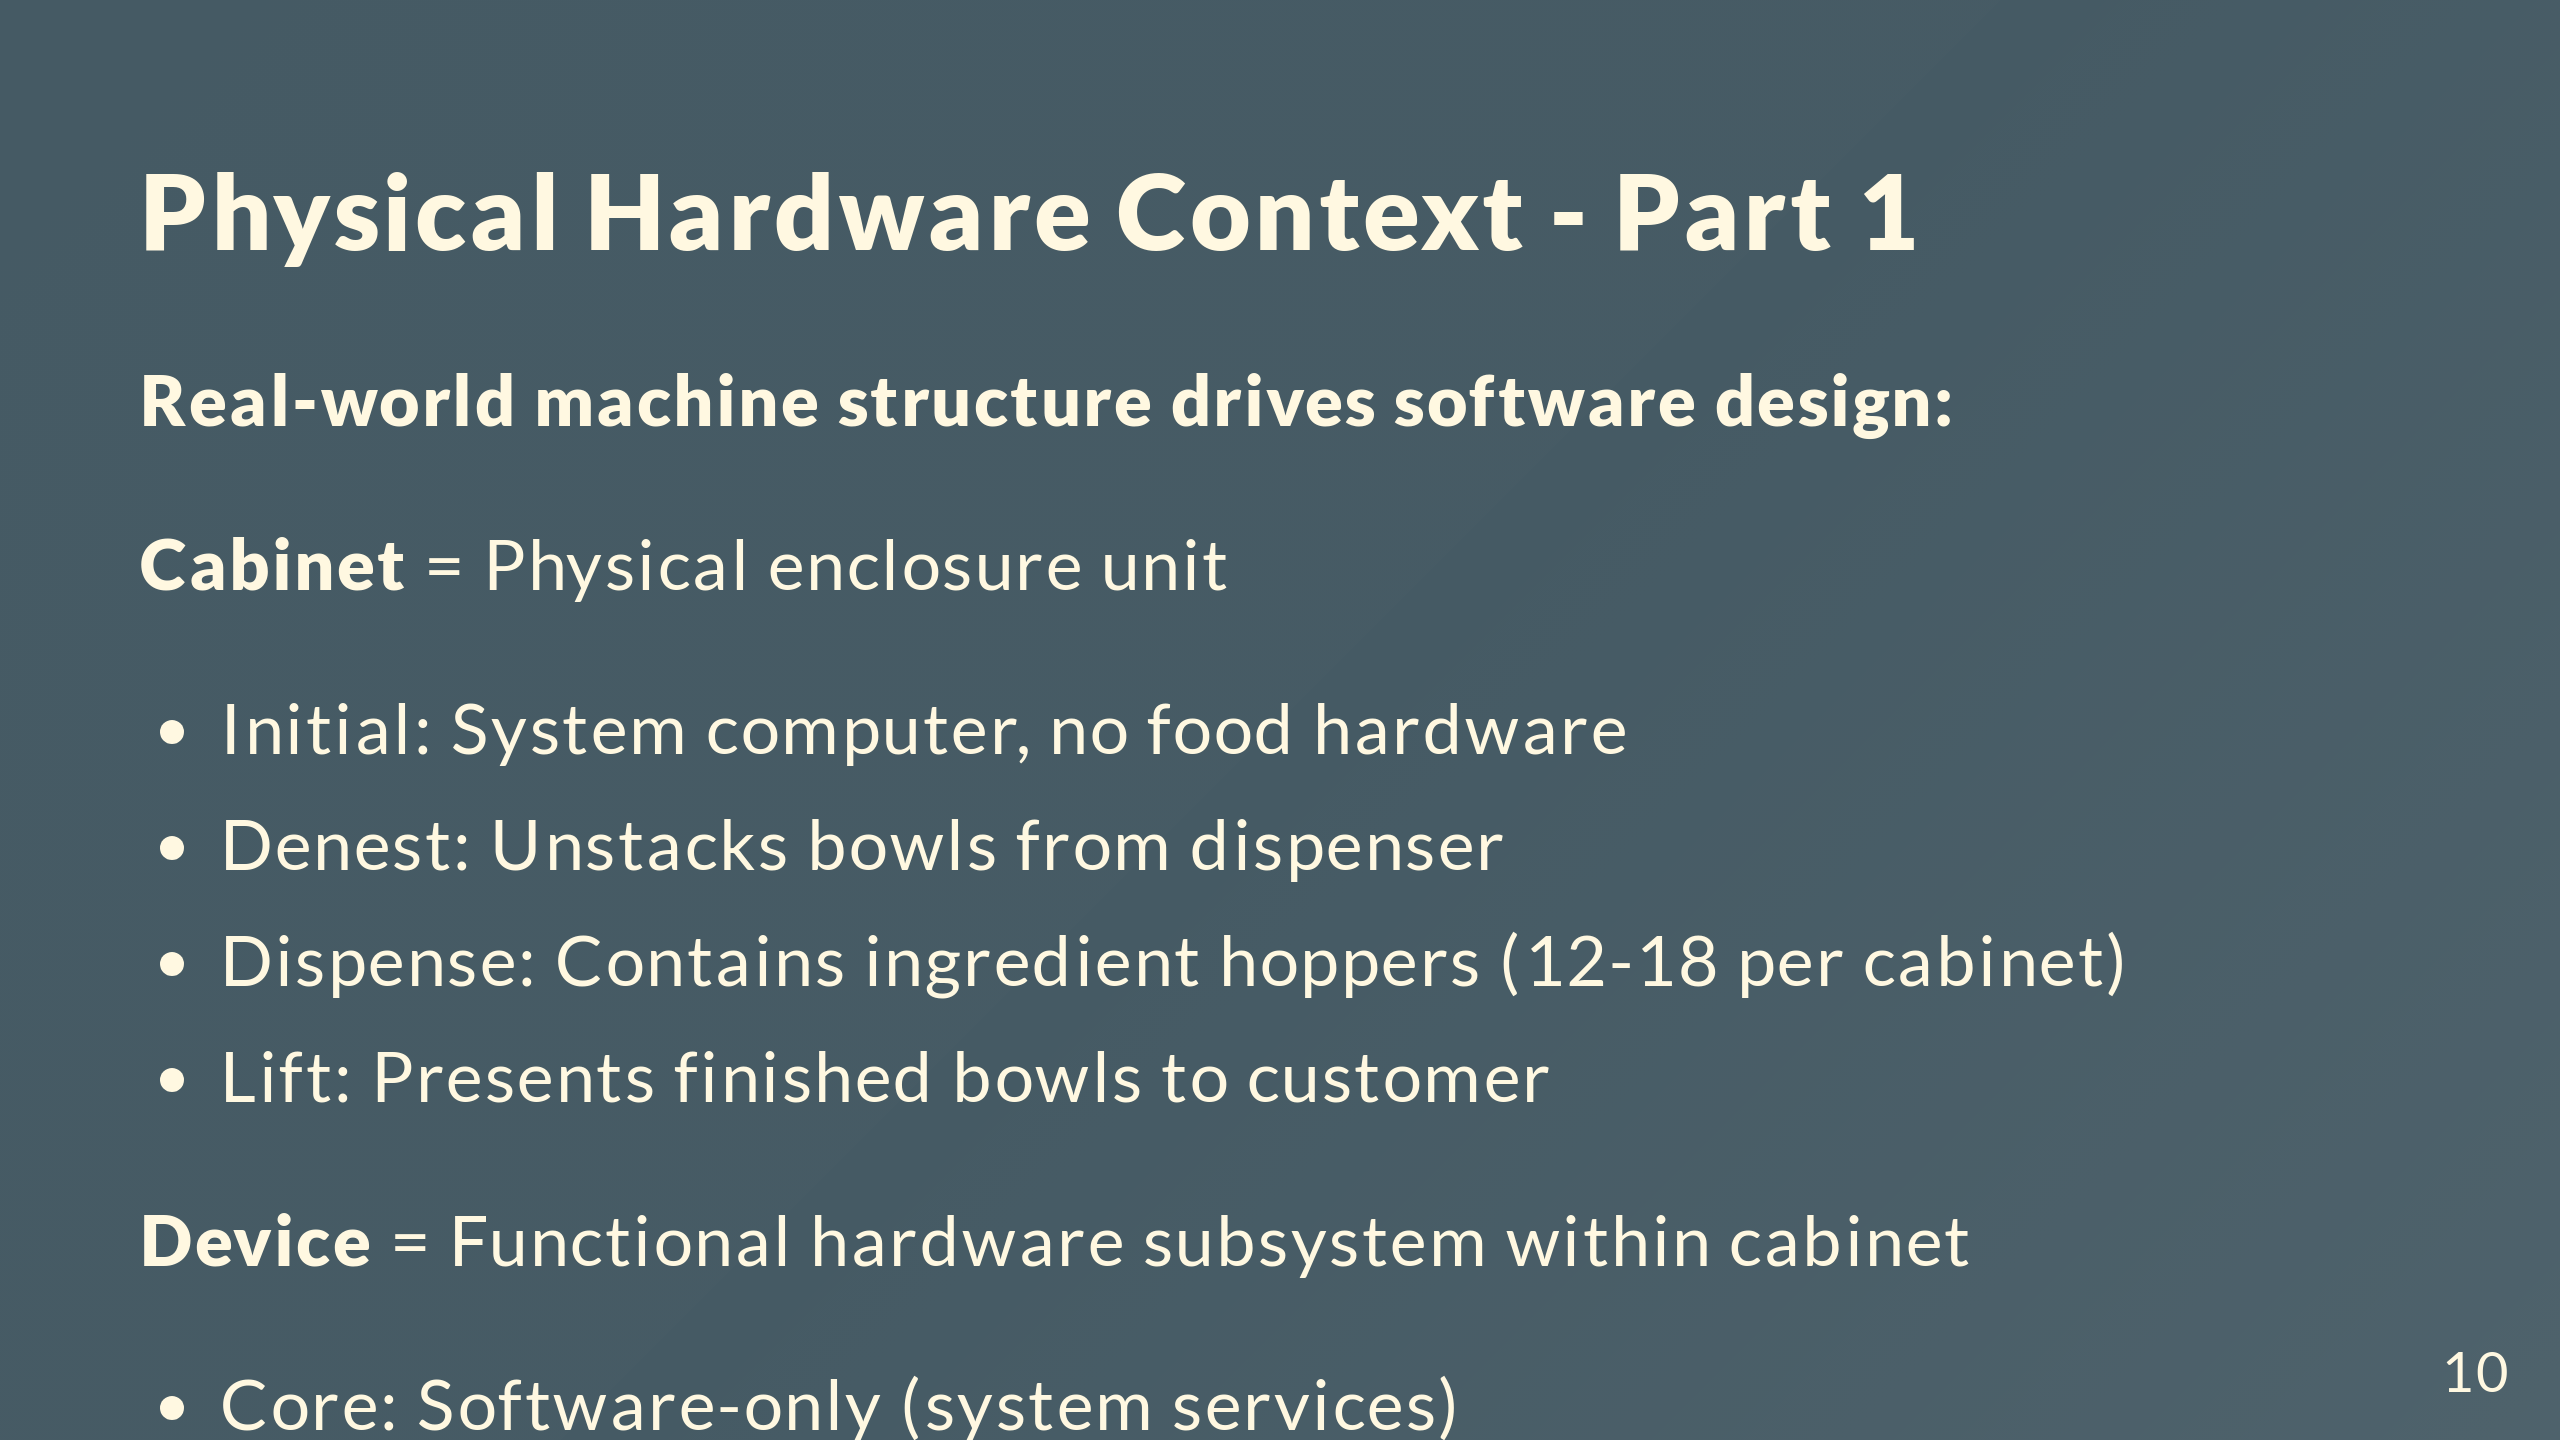 Physical Hardware Context - Part 1
Real-world machine structure drives software design:
Cabinet = Physical enclosure unit
• Initial: System computer, no food hardware
• Denest: Unstacks bowls from dispenser
• Dispense: Contains ingredient hoppers (12-18 per cabinet)
• Lift: Presents finished bowls to customer
Device = Functional hardware subsystem within cabinet
• Core: Software-only (system services)
10